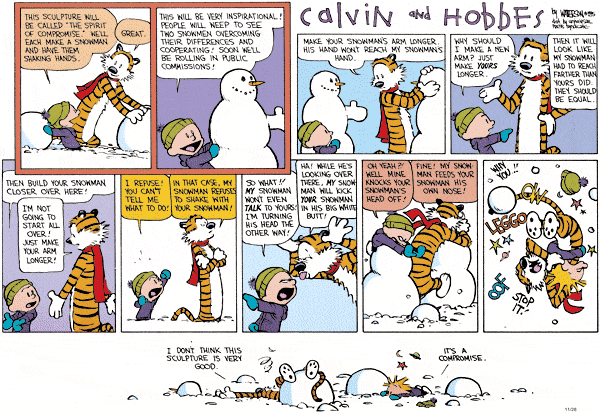 THIS SCULPTURE WILL
BE CALLED "THE SPIRIT
OF COMPROMISE." WE'LL
EACH MAKE A SNOWMAN
AND HAVE THEM
SHAKING HANDS.
GREAT.
THIS WILL BE VERY INSPIRATIONAL!
PEOPLE WILL WEEP TO SEE
TWO SNOWMEN OVERCOMING
THEIR DIFFERENCES AND
COOPERATING! SOON WE'LL
BE ROLLING IN PUBLIC
COMMISSIONS!
Calvin and Hobbes
by WATTERSON
MAKE YOUR SNOWMAN'S ARM LONGER.
HIS HAND WON'T REACH MY SNOWMAN'S
HAND.
WHY SHOULD
I MAKE A NEW
ARM? JUST
MAKE YOURS
LONGER.
THEN IT WILL
LOOK LIKE
MY SNOWMAN
HAD TO REACH
FARTHER THAN
YOURS DID.
THEY SHOULD
BE EQUAL.
THEN BUILD YOUR SNOWMAN
CLOSER OVER HERE!
I'M NOT
GOING TO
START ALL
OVER!
JUST MAKE
YOUR ARM
LONGER!
I REFUSE!
YOU CAN'T
TELL ME
WHAT TO DO!
IN THAT CASE, MY
SNOWMAN REFUSES
TO SHAKE WITH
YOUR SNOWMAN!
SO WHAT!!
MY SNOWMAN
WON'T EVEN
TALK TO YOURS!
I'M TURNING
HIS HEAD THE
OTHER WAY!
HA! WHILE HE'S
LOOKING OVER
THERE, MY SNOW-
MAN WILL KICK
YOUR SNOWMAN
IN HIS BIG WHITE
BUTT!
OH YEAH?!
WELL MINE
KNOCKS YOUR
SNOWMAN'S
HEAD OFF!
FINE! MY SNOW-
MAN FEEDS YOUR
SNOWMAN HIS
OWN NOSE!
WHY
YOU!!
LEGGO
OOF
STOP
IT!
I DON'T THINK THIS
SCULPTURE IS VERY
GOOD.
IT'S A
COMPROMISE.
11/28